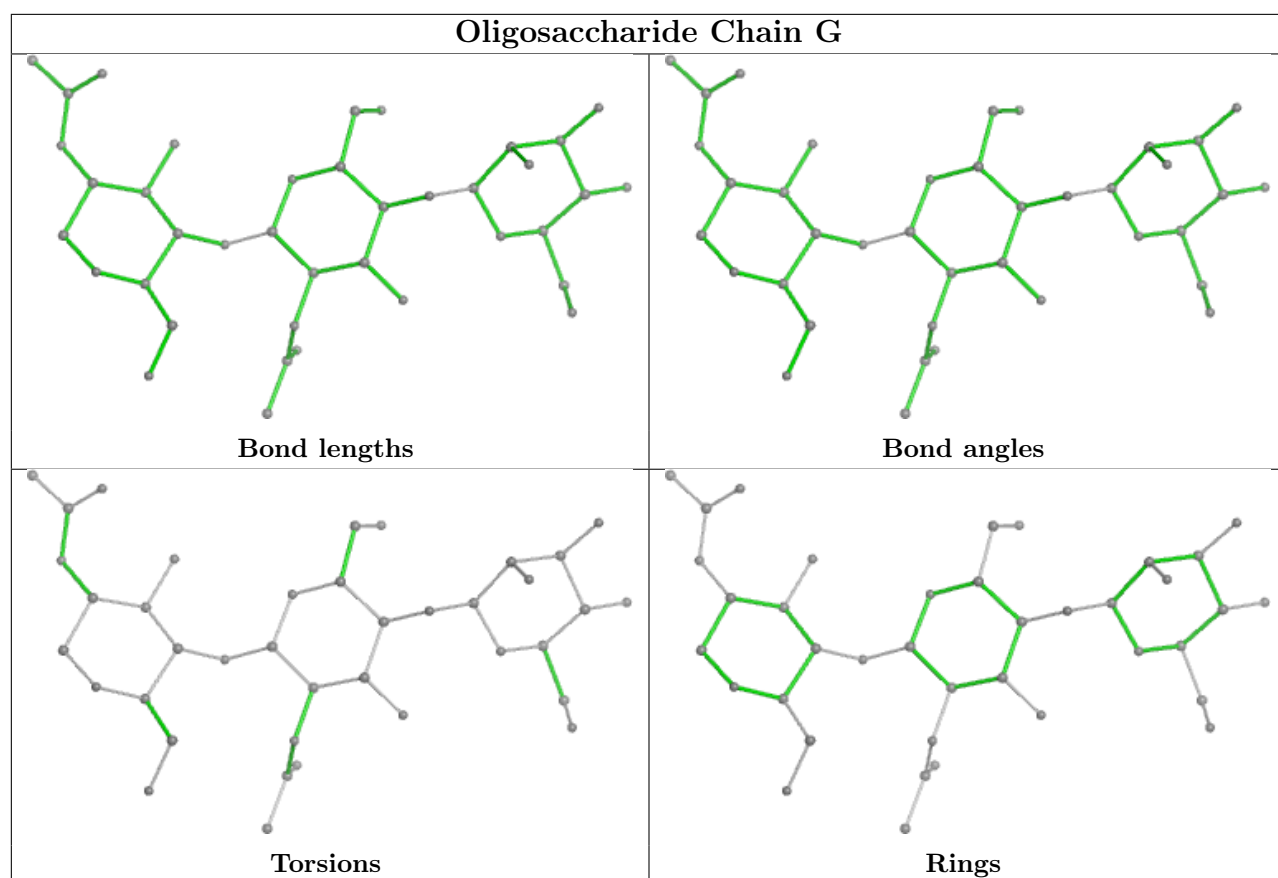 Oligosaccharide Chain G
Bond lengths
Bond angles
Torsions
Rings